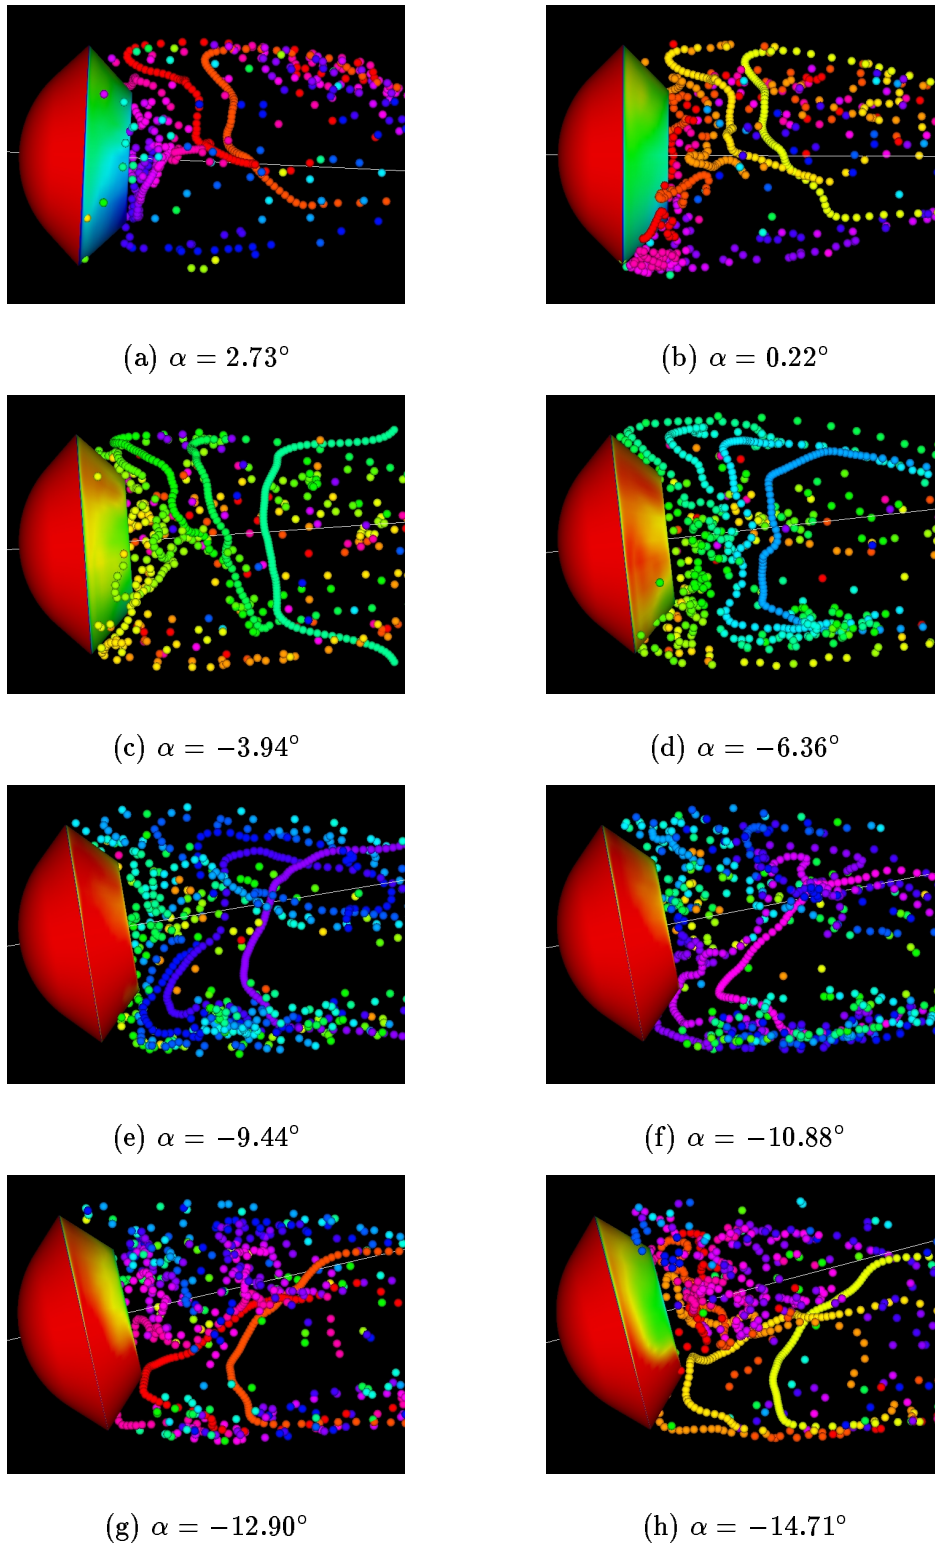 (a) α = 2.73°
(b) α = 0.22°
(c) α = −3.94°
(d) α = −6.36°
(e) α = −9.44°
(f) α = −10.88°
(g) α = −12.90°
(h) α = −14.71°